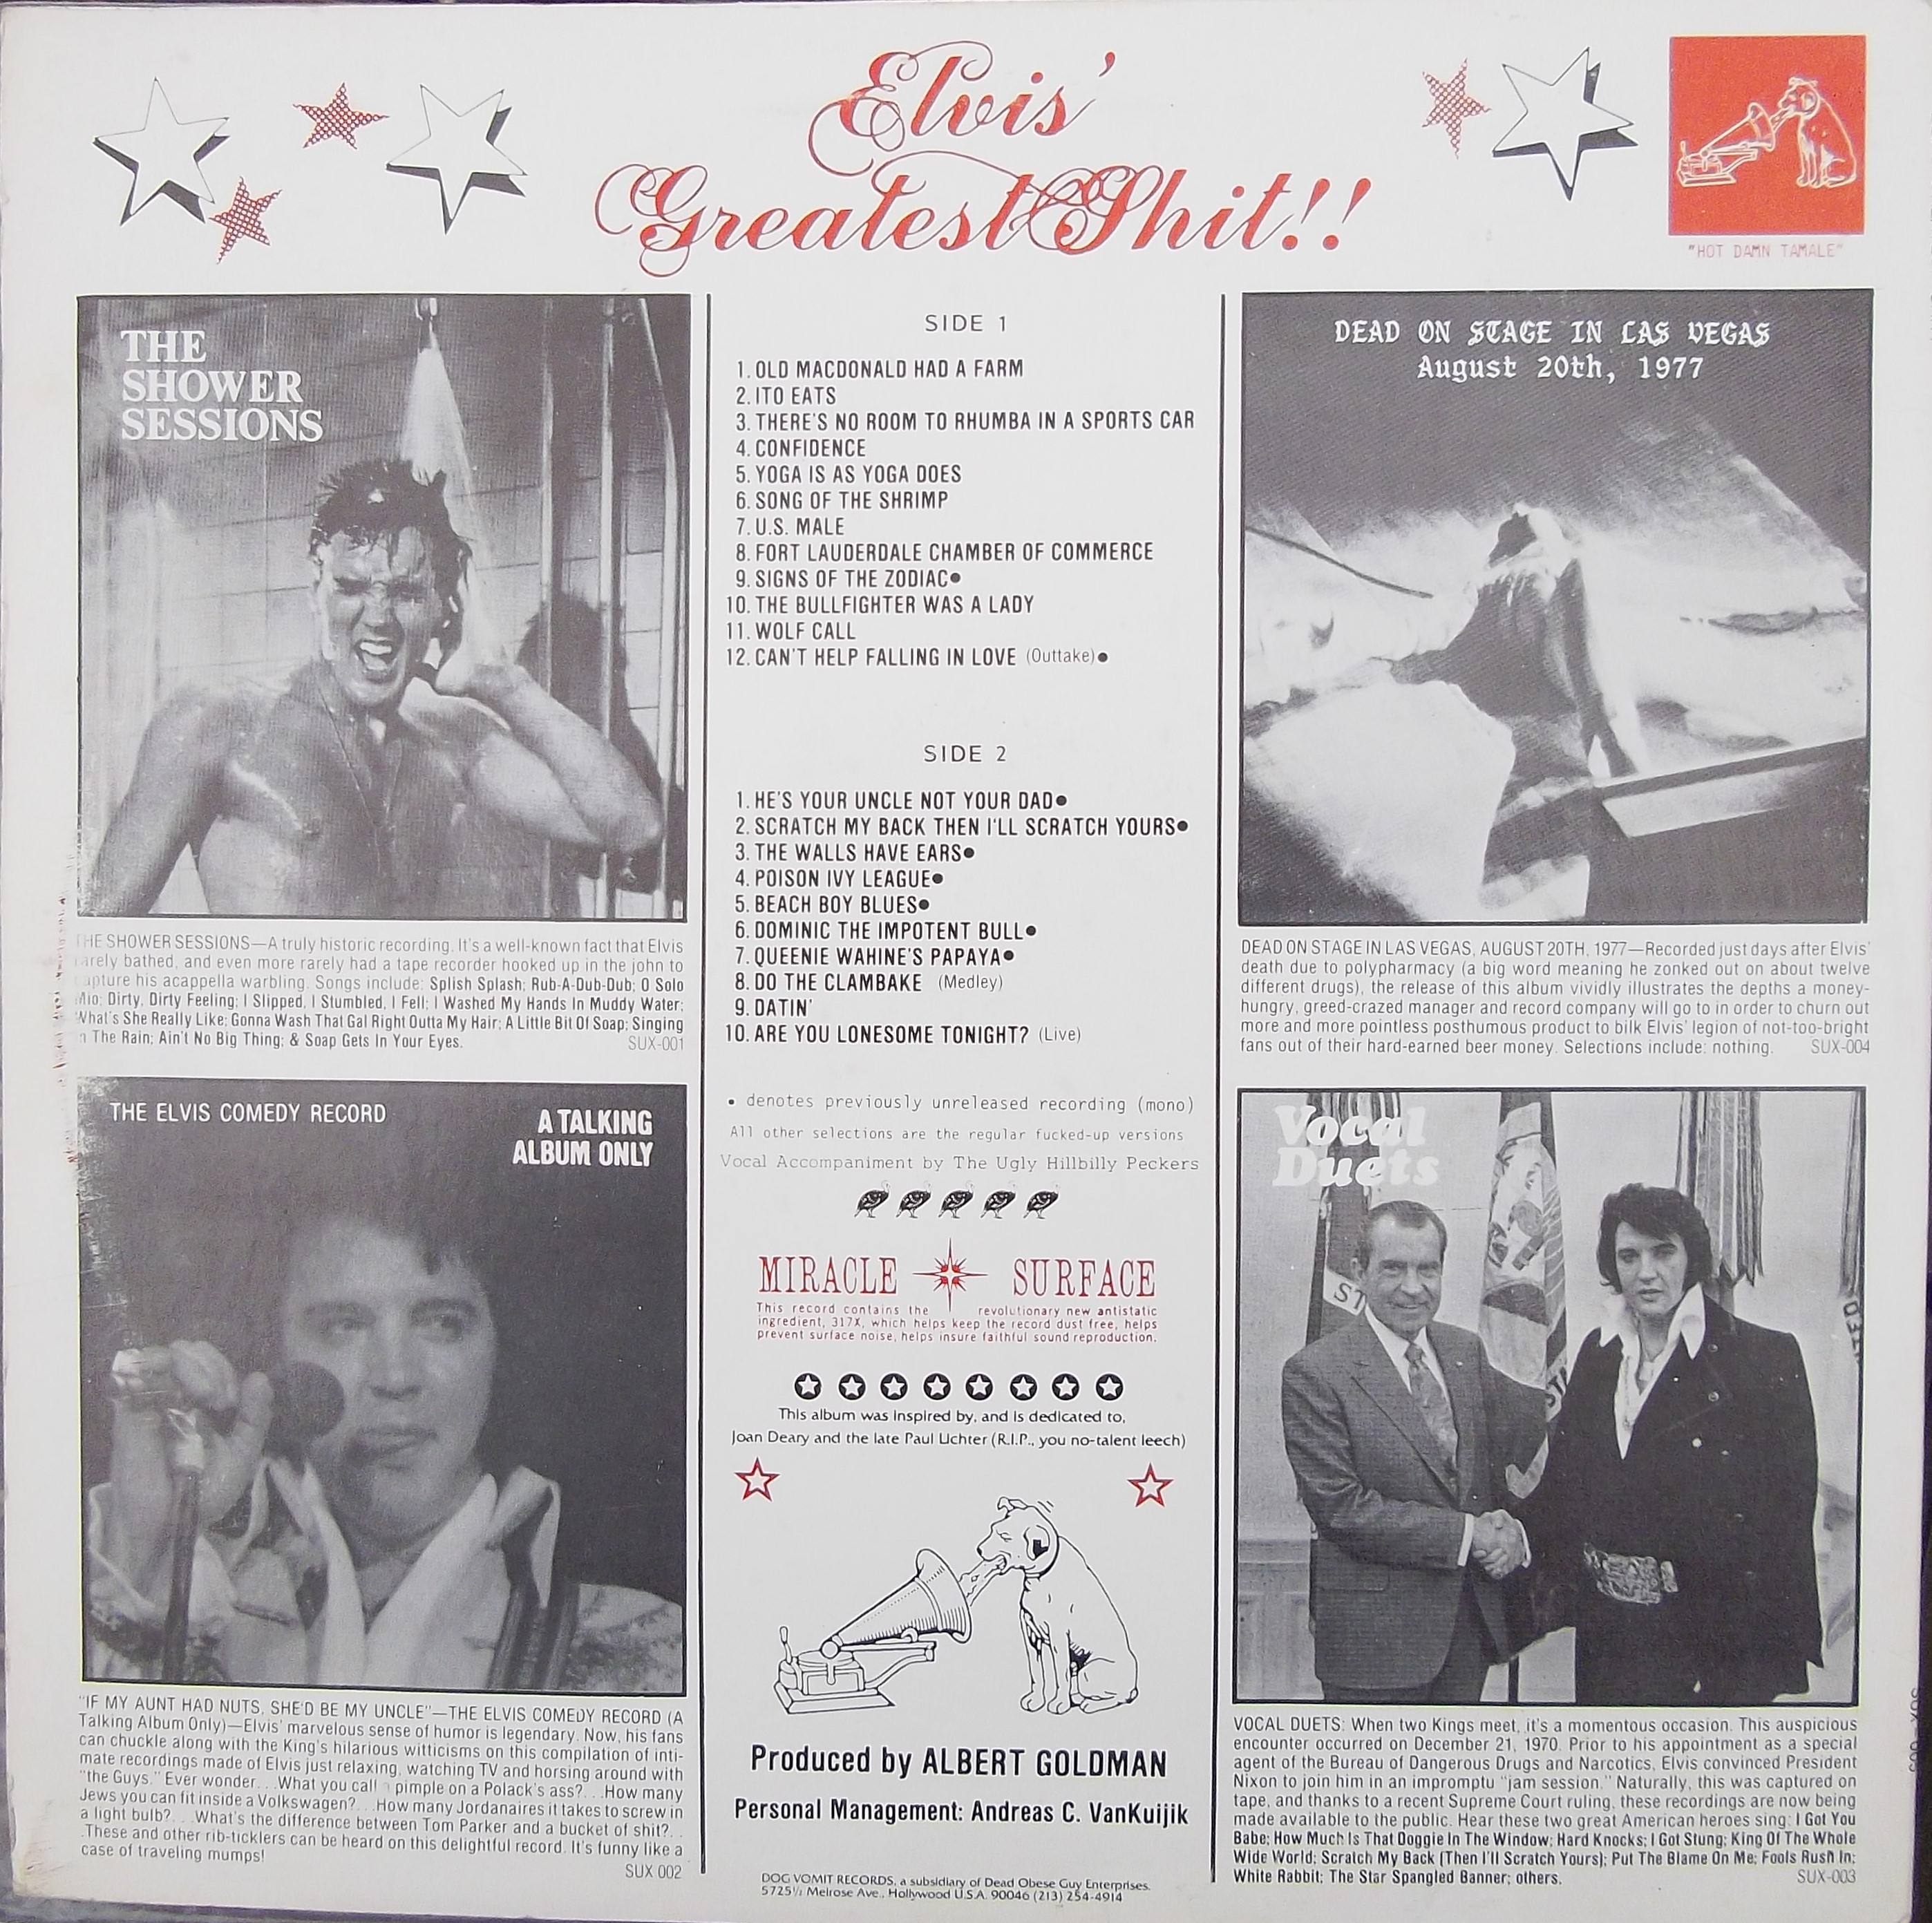 Elvis'
Greatest Shit!!
"HOT DAMN TAMALE"
THE
SHOWER
SESSIONS
THE SHOWER SESSIONS—A truly historic recording. It's a well-known fact that Elvis
rarely bathed, and even more rarely had a tape recorder hooked up in the john to
capture his acappella warbling. Songs include: Splish Splash; Rub-A-Dub-Dub; O Solo
Mio; Dirty, Dirty Feeling; I Slipped, I Stumbled, I Fell; I Washed My Hands In Muddy Water;
What's She Really Like; Gonna Wash That Gal Right Outta My Hair; A Little Bit Of Soap; Singing
In The Rain; Ain't No Big Thing; & Soap Gets In Your Eyes. SUX-001
THE ELVIS COMEDY RECORD
A TALKING
ALBUM ONLY
"IF MY AUNT HAD NUTS, SHE'D BE MY UNCLE"—THE ELVIS COMEDY RECORD (A
Talking Album Only)—Elvis' marvelous sense of humor is legendary. Now, his fans
can chuckle along with the King's hilarious witticisms on this compilation of inti-
mate recordings made of Elvis just relaxing, watching TV and horsing around with
"the Guys." Ever wonder. . .What you call a pimple on a Polack's ass?. . .How many
Jews you can fit inside a Volkswagen?. . .How many Jordanaires it takes to screw in
a light bulb?. . .What's the difference between Tom Parker and a bucket of shit?. .
.These and other rib-ticklers can be heard on this delightful record. It's funny like a
case of traveling mumps!
SUX 002
SIDE 1
1. OLD MACDONALD HAD A FARM
2. ITO EATS
3. THERE'S NO ROOM TO RHUMBA IN A SPORTS CAR
4. CONFIDENCE
5. YOGA IS AS YOGA DOES
6. SONG OF THE SHRIMP
7. U.S. MALE
8. FORT LAUDERDALE CHAMBER OF COMMERCE
9. SIGNS OF THE ZODIAC●
10. THE BULLFIGHTER WAS A LADY
11. WOLF CALL
12. CAN'T HELP FALLING IN LOVE (Outtake)●
SIDE 2
1. HE'S YOUR UNCLE NOT YOUR DAD●
2. SCRATCH MY BACK THEN I'LL SCRATCH YOURS●
3. THE WALLS HAVE EARS●
4. POISON IVY LEAGUE●
5. BEACH BOY BLUES●
6. DOMINIC THE IMPOTENT BULL●
7. QUEENIE WAHINE'S PAPAYA●
8. DO THE CLAMBAKE (Medley)
9. DATIN'
10. ARE YOU LONESOME TONIGHT? (Live)
• denotes previously unreleased recording (mono)
All other selections are the regular fucked-up versions
Vocal Accompaniment by The Ugly Hillbilly Peckers
MIRACLE SURFACE
This record contains the revolutionary new antistatic
ingredient, 317X, which helps keep the record dust free, helps
prevent surface noise, helps insure faithful sound reproduction.
This album was inspired by, and is dedicated to,
Joan Deary and the late Paul Lichter (R.I.P., you no-talent leech)
Produced by ALBERT GOLDMAN
Personal Management: Andreas C. VanKuijik
DOG VOMIT RECORDS, a subsidiary of Dead Obese Guy Enterprises.
5725½ Melrose Ave., Hollywood U.S.A. 90046 (213) 254-4914
DEAD ON STAGE IN LAS VEGAS
August 20th, 1977
DEAD ON STAGE IN LAS VEGAS, AUGUST 20TH, 1977—Recorded just days after Elvis'
death due to polypharmacy (a big word meaning he zonked out on about twelve
different drugs), the release of this album vividly illustrates the depths a money-
hungry, greed-crazed manager and record company will go to in order to churn out
more and more pointless posthumous product to bilk Elvis' legion of not-too-bright
fans out of their hard-earned beer money. Selections include: nothing. SUX-004
Vocal
Duets
VOCAL DUETS: When two Kings meet, it's a momentous occasion. This auspicious
encounter occurred on December 21, 1970. Prior to his appointment as a special
agent of the Bureau of Dangerous Drugs and Narcotics, Elvis convinced President
Nixon to join him in an impromptu "jam session." Naturally, this was captured on
tape, and thanks to a recent Supreme Court ruling, these recordings are now being
made available to the public. Hear these two great American heroes sing: I Got You
Babe; How Much Is That Doggie In The Window; Hard Knocks; I Got Stung; King Of The Whole
Wide World; Scratch My Back (Then I'll Scratch Yours); Put The Blame On Me; Fools Rush In;
White Rabbit; The Star Spangled Banner; others. SUX-003